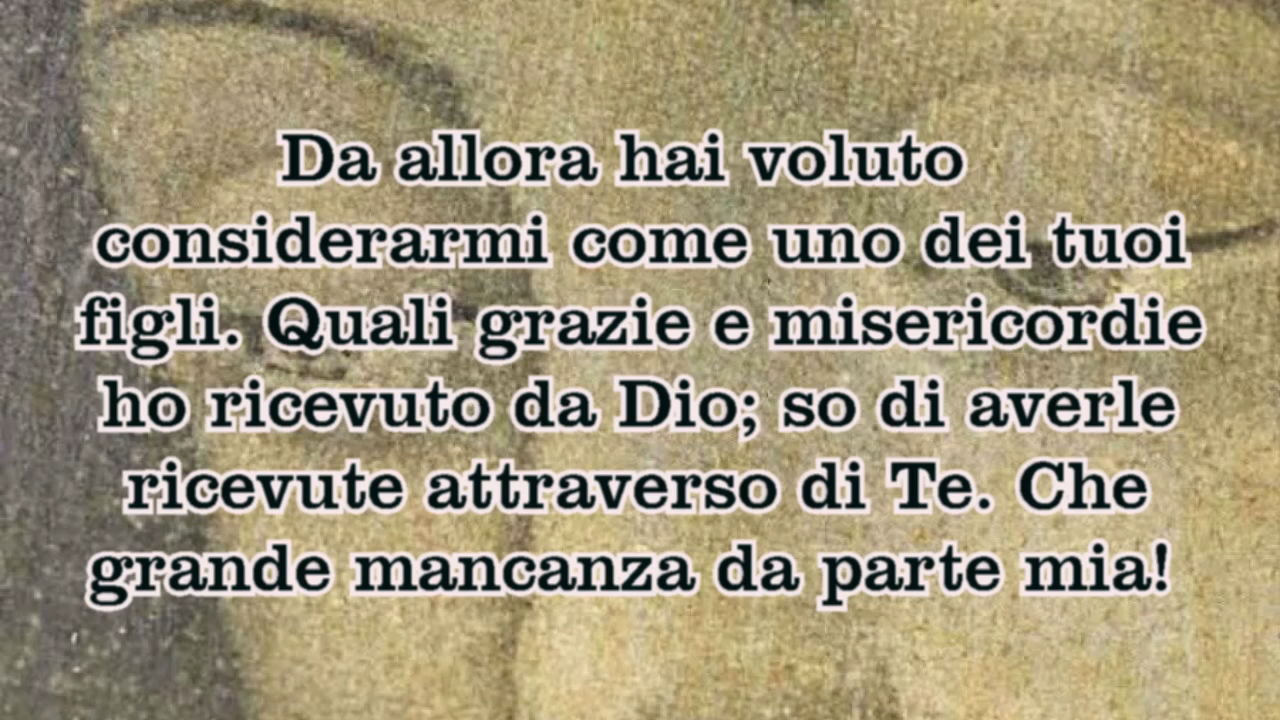 Da allora hai voluto
considerarmi come uno dei tuoi
figli. Quali grazie e misericordie
ho ricevuto da Dio; so di averle
ricevute attraverso di Te. Che
grande mancanza da parte mia!